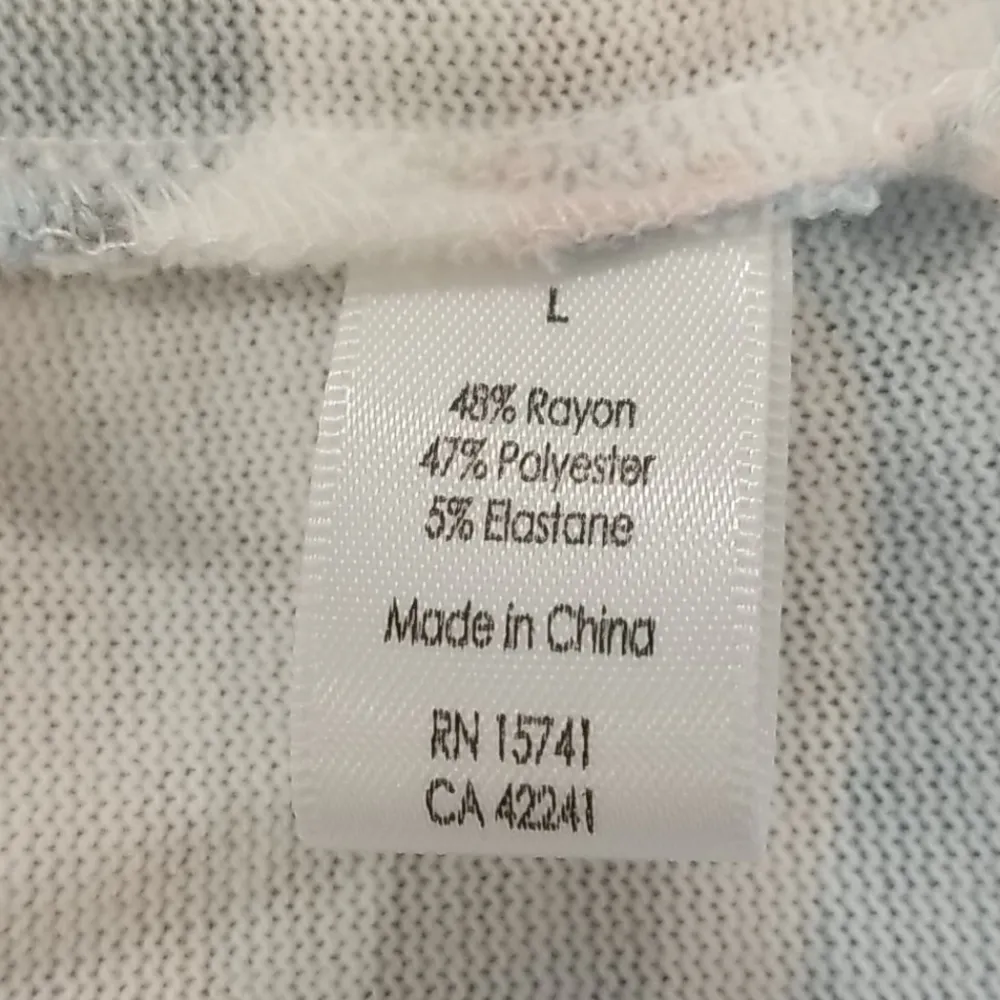 L
48% Rayon
47% Polyester
5% Elastane
Made in China
RN 15741
CA 42241